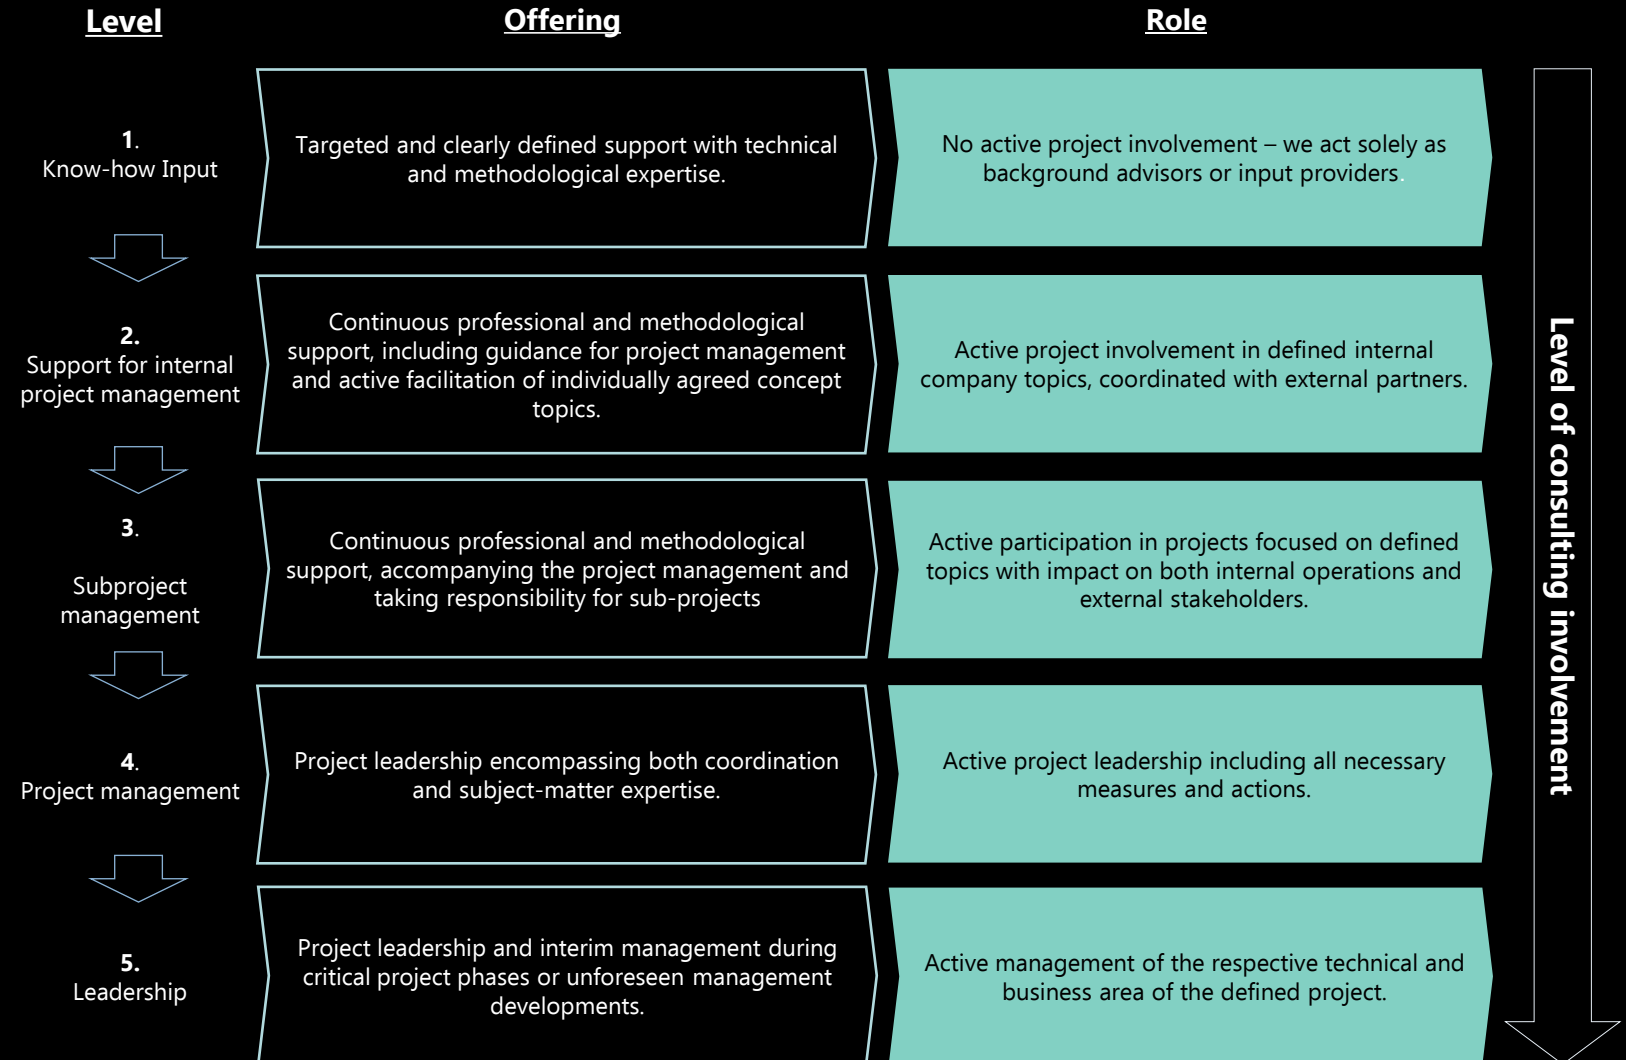 Level
Offering
Role
1.
Know-how Input
Targeted and clearly defined support with technical
and methodological expertise.
No active project involvement – we act solely as
background advisors or input providers.
2.
Support for internal
project management
Continuous professional and methodological
support, including guidance for project management
and active facilitation of individually agreed concept
topics.
Active project involvement in defined internal
company topics, coordinated with external partners.
3.
Subproject
management
Continuous professional and methodological
support, accompanying the project management and
taking responsibility for sub-projects
Active participation in projects focused on defined
topics with impact on both internal operations and
external stakeholders.
4.
Project management
Project leadership encompassing both coordination
and subject-matter expertise.
Active project leadership including all necessary
measures and actions.
5.
Leadership
Project leadership and interim management during
critical project phases or unforeseen management
developments.
Active management of the respective technical and
business area of the defined project.
Level of consulting involvement